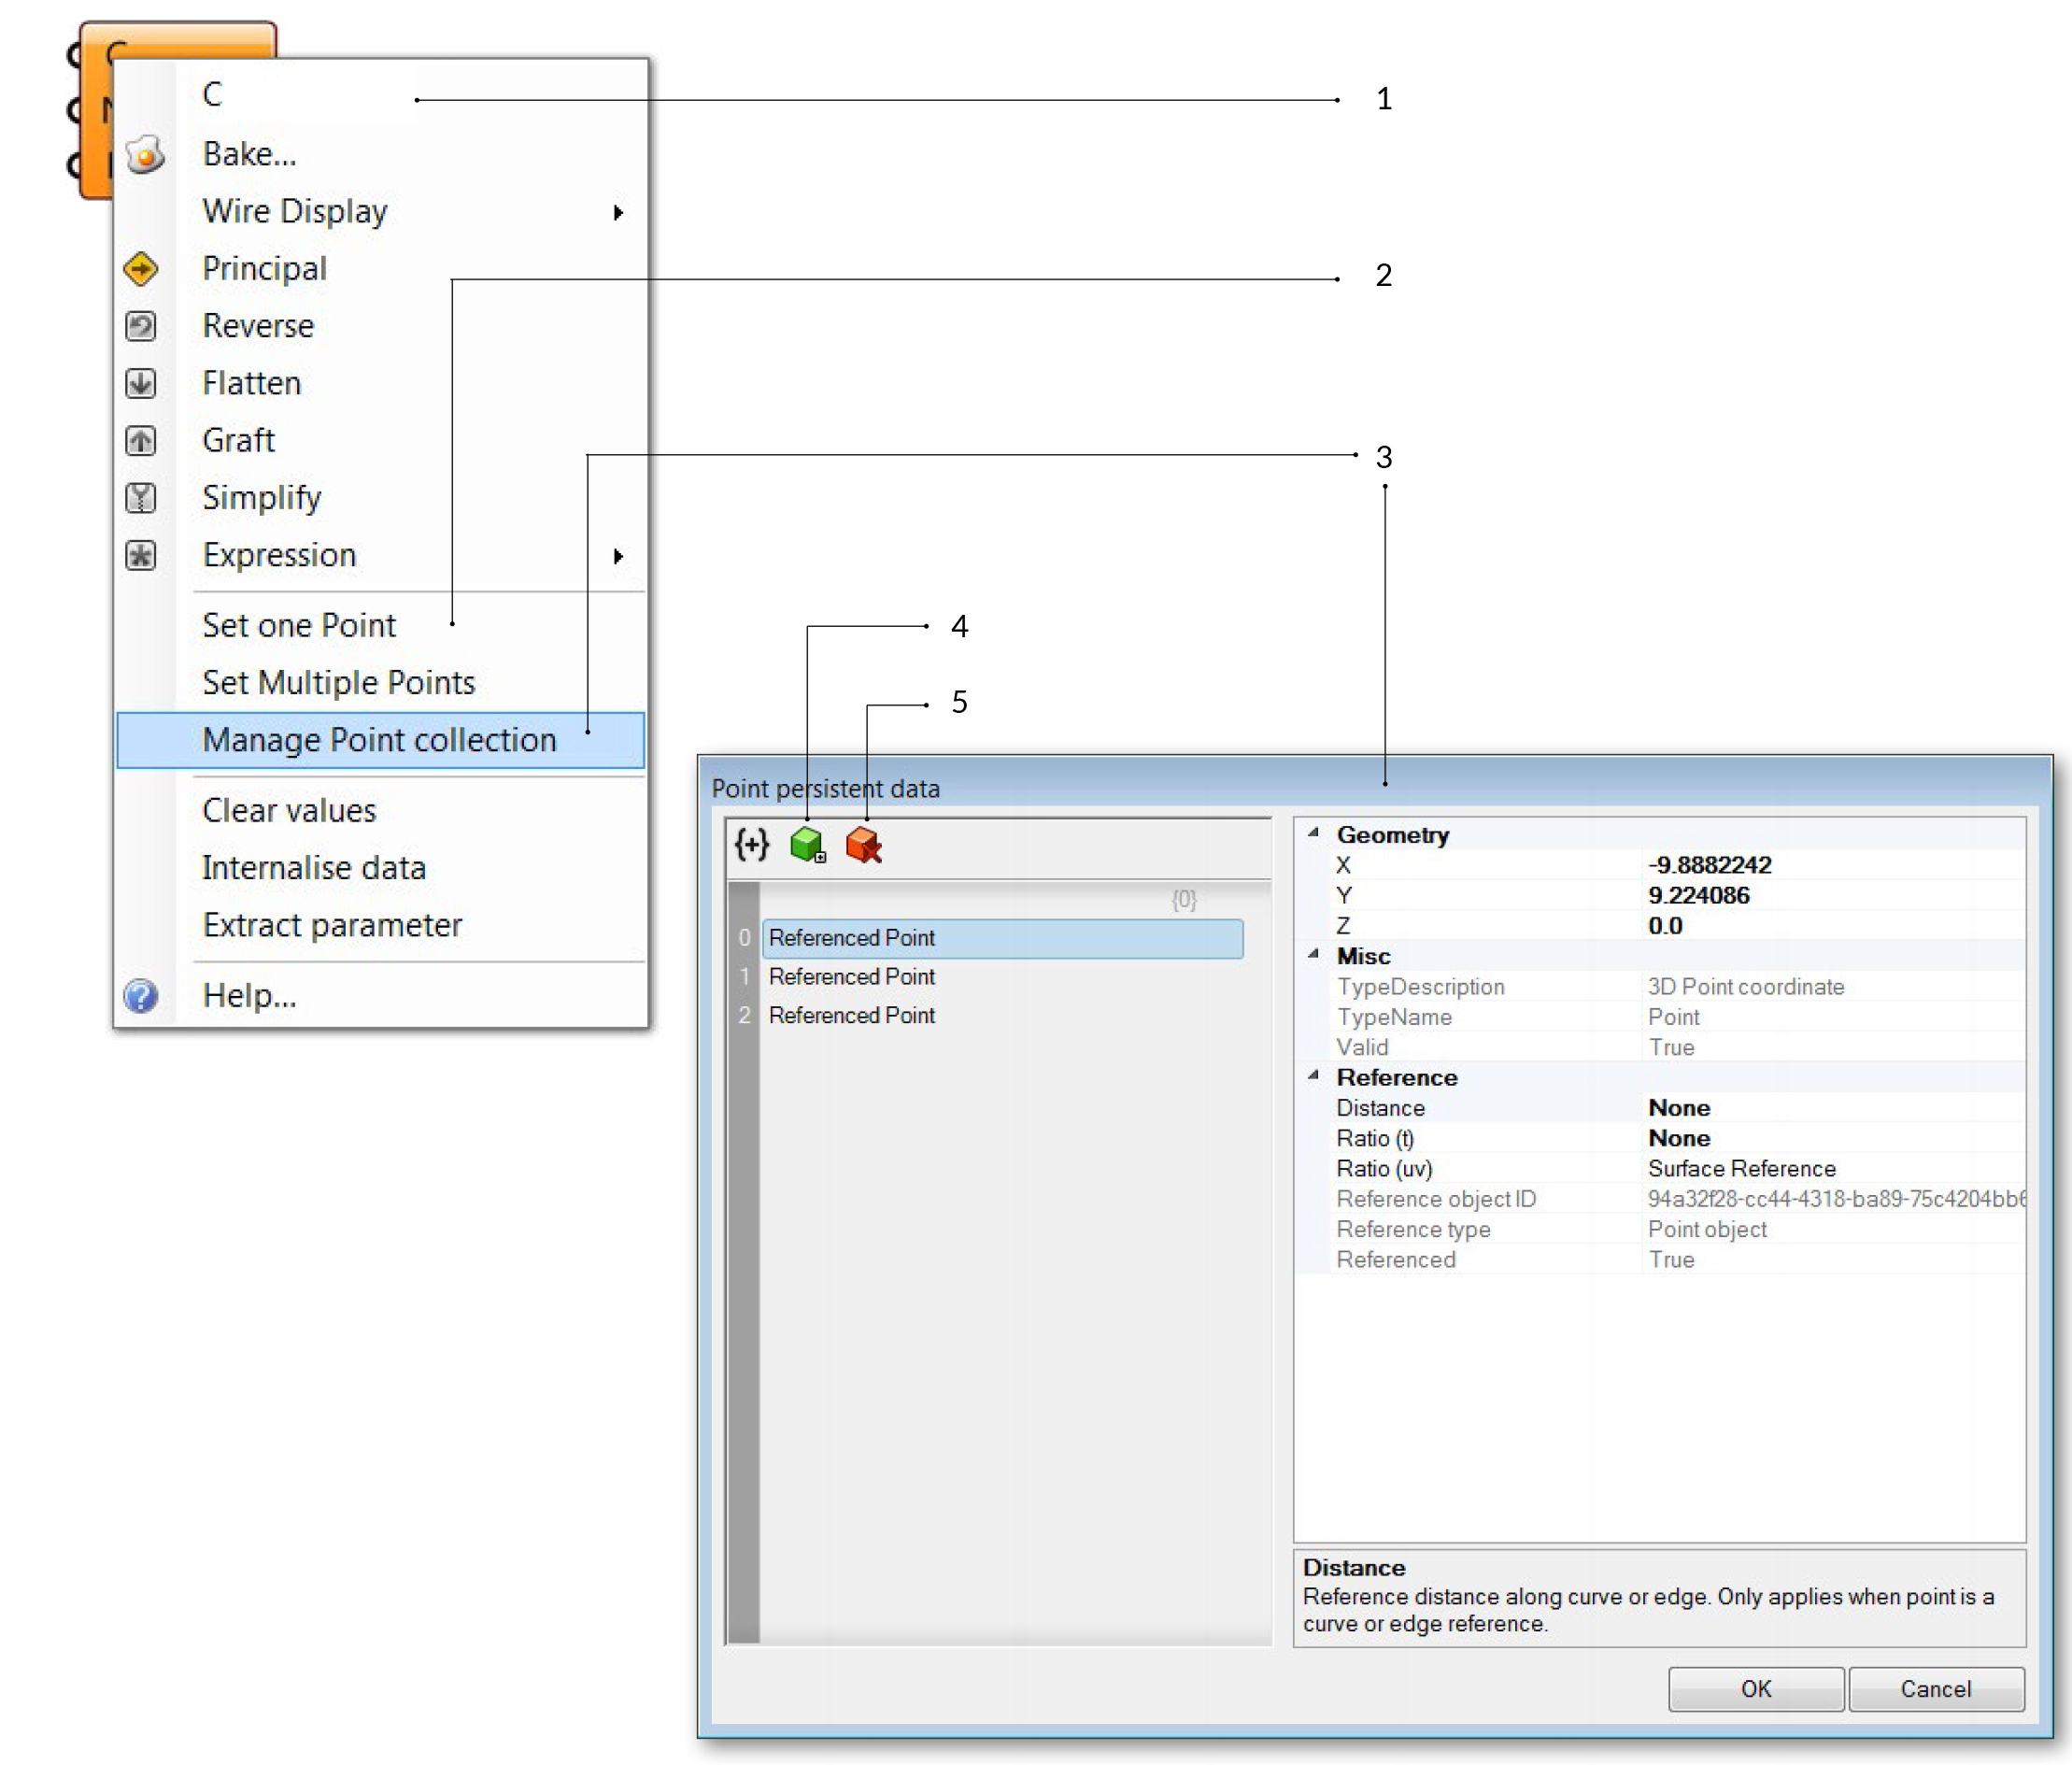 C
C
1
Bake...
Wire Display
Principal
2
Reverse
Flatten
Graft
3
Simplify
Expression
Set one Point
4
Set Multiple Points
5
Manage Point collection
Clear values
Internalise data
Extract parameter
Help...
Point persistent data
{+}
{0}
0 Referenced Point
1 Referenced Point
2 Referenced Point
Geometry
X -9.8882242
Y 9.224086
Z 0.0
Misc
TypeDescription 3D Point coordinate
TypeName Point
Valid True
Reference
Distance None
Ratio (t) None
Ratio (uv) Surface Reference
Reference object ID 94a32f28-cc44-4318-ba89-75c4204bb6
Reference type Point object
Referenced True
Distance
Reference distance along curve or edge. Only applies when point is a
curve or edge reference.
OK Cancel